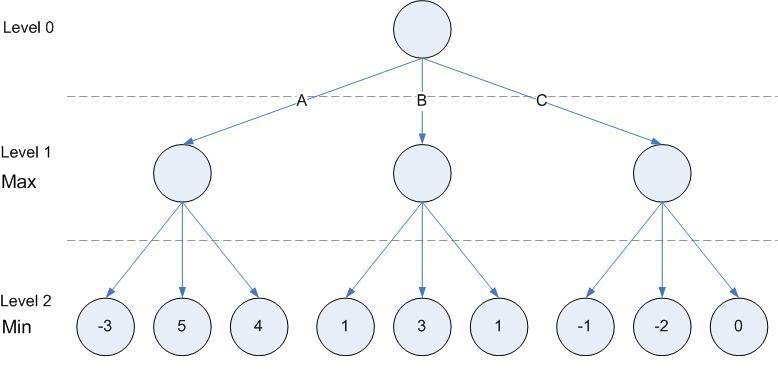 Level 0
A B C
Level 1
Max
Level 2
Min
-3 5 4 1 3 1 -1 -2 0